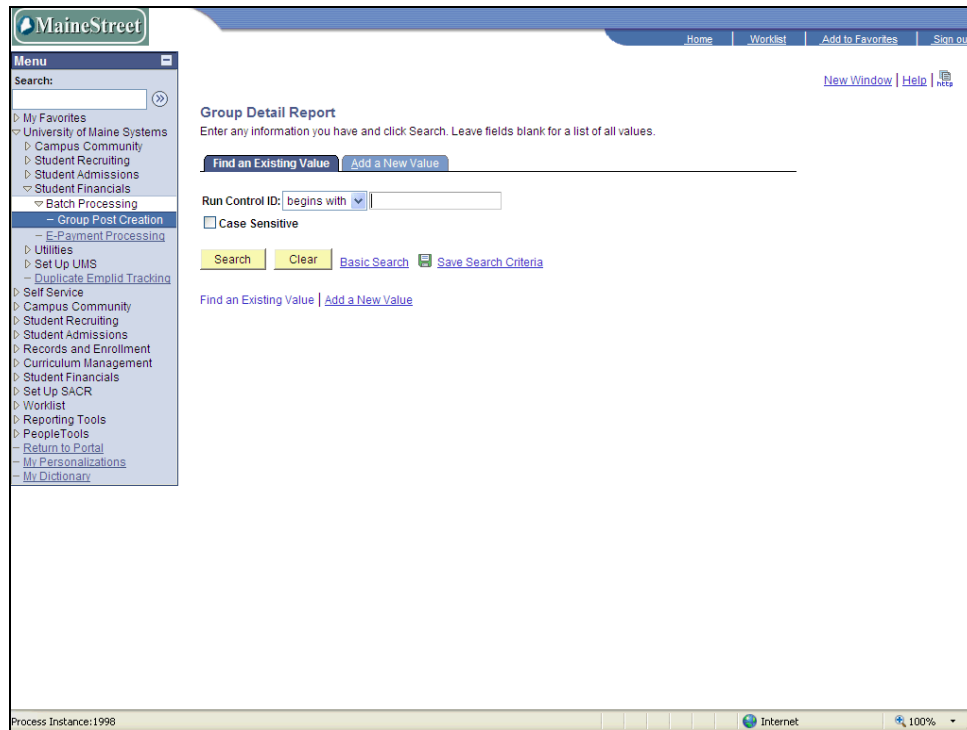 MaineStreet
Home Worklist Add to Favorites Sign ou
Menu
Search:
My Favorites
University of Maine Systems
Campus Community
Student Recruiting
Student Admissions
Student Financials
Batch Processing
Group Post Creation
E-Payment Processing
Utilities
Set Up UMS
Duplicate Emplid Tracking
Self Service
Campus Community
Student Recruiting
Student Admissions
Records and Enrollment
Curriculum Management
Student Financials
Set Up SACR
Worklist
Reporting Tools
PeopleTools
Return to Portal
My Personalizations
My Dictionary
New Window | Help | http
Group Detail Report
Enter any information you have and click Search. Leave fields blank for a list of all values.
Find an Existing Value Add a New Value
Run Control ID: begins with
Case Sensitive
Search Clear Basic Search Save Search Criteria
Find an Existing Value | Add a New Value
Process Instance:1998 Internet 100%